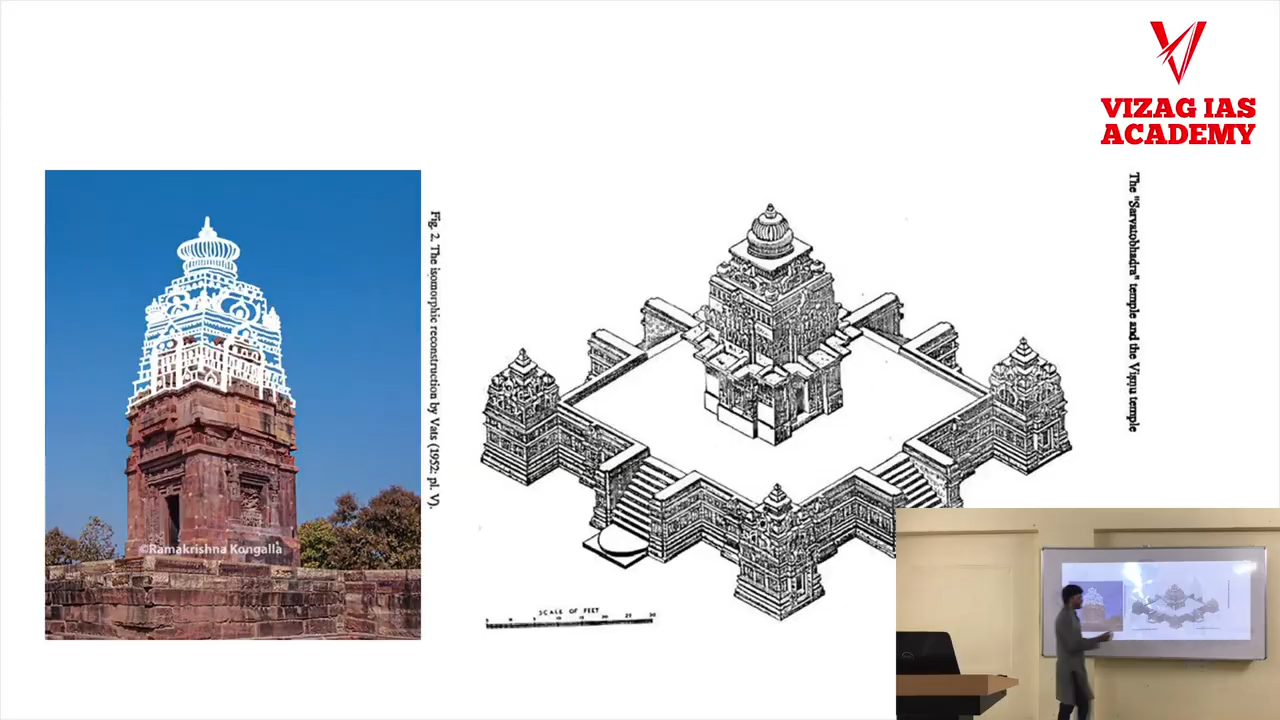 VIZAG IAS
ACADEMY
©Ramakrishna Kongalla
Fig. 2. The isomorphic reconstruction by Vats (1952: pl. V).
The "Sarvatobhadra" temple and the Viṣṇu temple
SCALE OF FEET